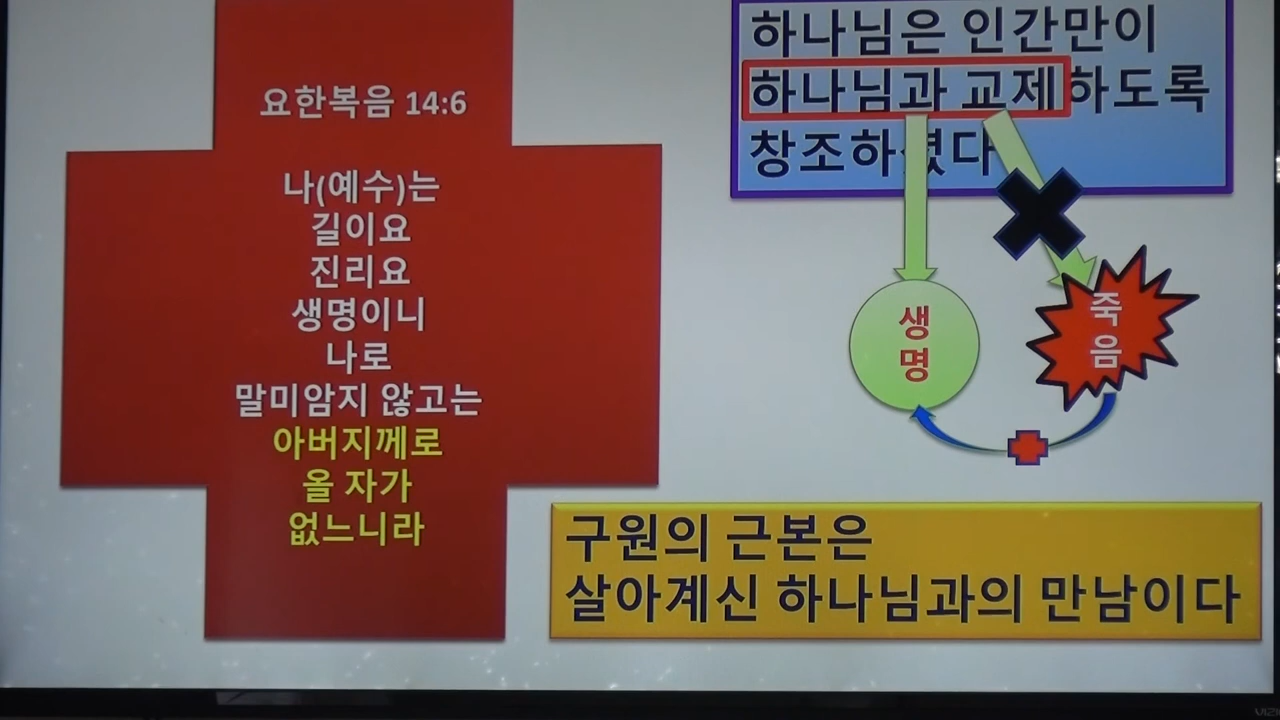 요한복음 14:6
나(예수)는
길이요
진리요
생명이니
나로
말미암지 않고는
아버지께로
올 자가
없느니라
하나님은 인간만이
하나님과 교제하도록
창조하셨다
생
명
죽
음
구원의 근본은
살아계신 하나님과의 만남이다